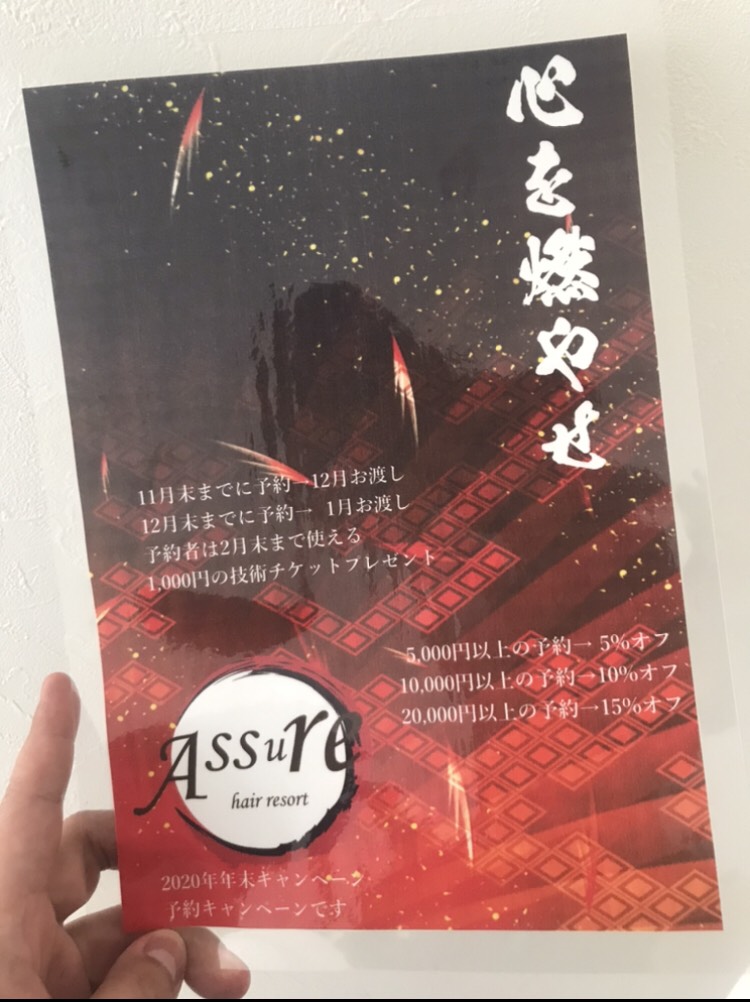 心を燃やせ
11月末までに予約→12月お渡し
12月末までに予約→ 1月お渡し
予約者は2月末まで使える
1,000円の技術チケットプレゼント
5,000円以上の予約→ 5%オフ
10,000円以上の予約→10%オフ
20,000円以上の予約→15%オフ
Assure
hair resort
2020年年末キャンペーン
予約キャンペーンです